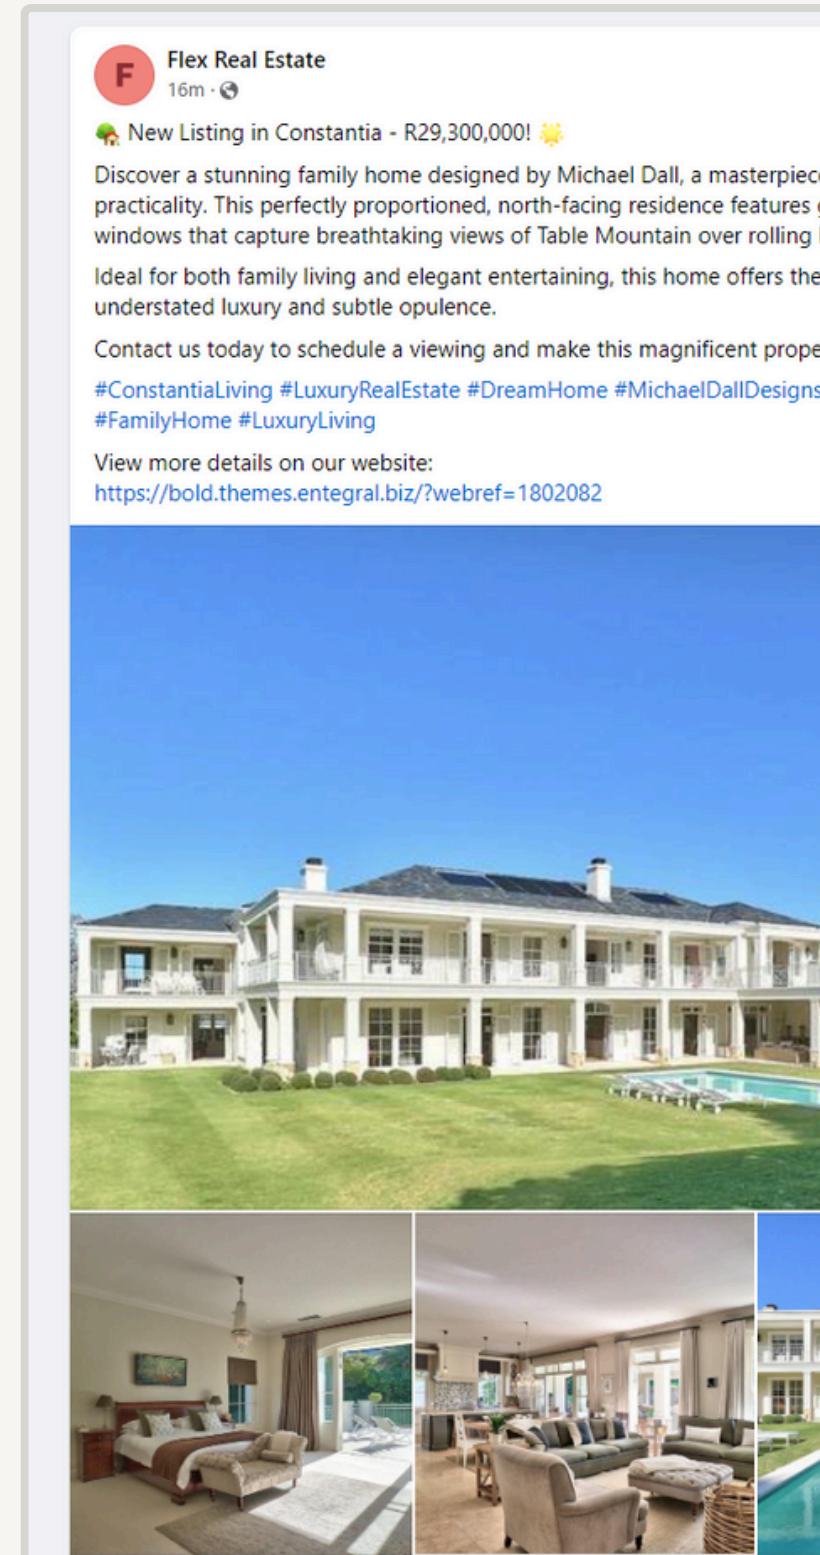 F
Flex Real Estate
16m ·
New Listing in Constantia - R29,300,000!
Discover a stunning family home designed by Michael Dall, a masterpiece
practicality. This perfectly proportioned, north-facing residence features
windows that capture breathtaking views of Table Mountain over rolling
Ideal for both family living and elegant entertaining, this home offers the
understated luxury and subtle opulence.
Contact us today to schedule a viewing and make this magnificent prope
#ConstantiaLiving #LuxuryRealEstate #DreamHome #MichaelDallDesigns
#FamilyHome #LuxuryLiving
View more details on our website:
https://bold.themes.entegral.biz/?webref=1802082